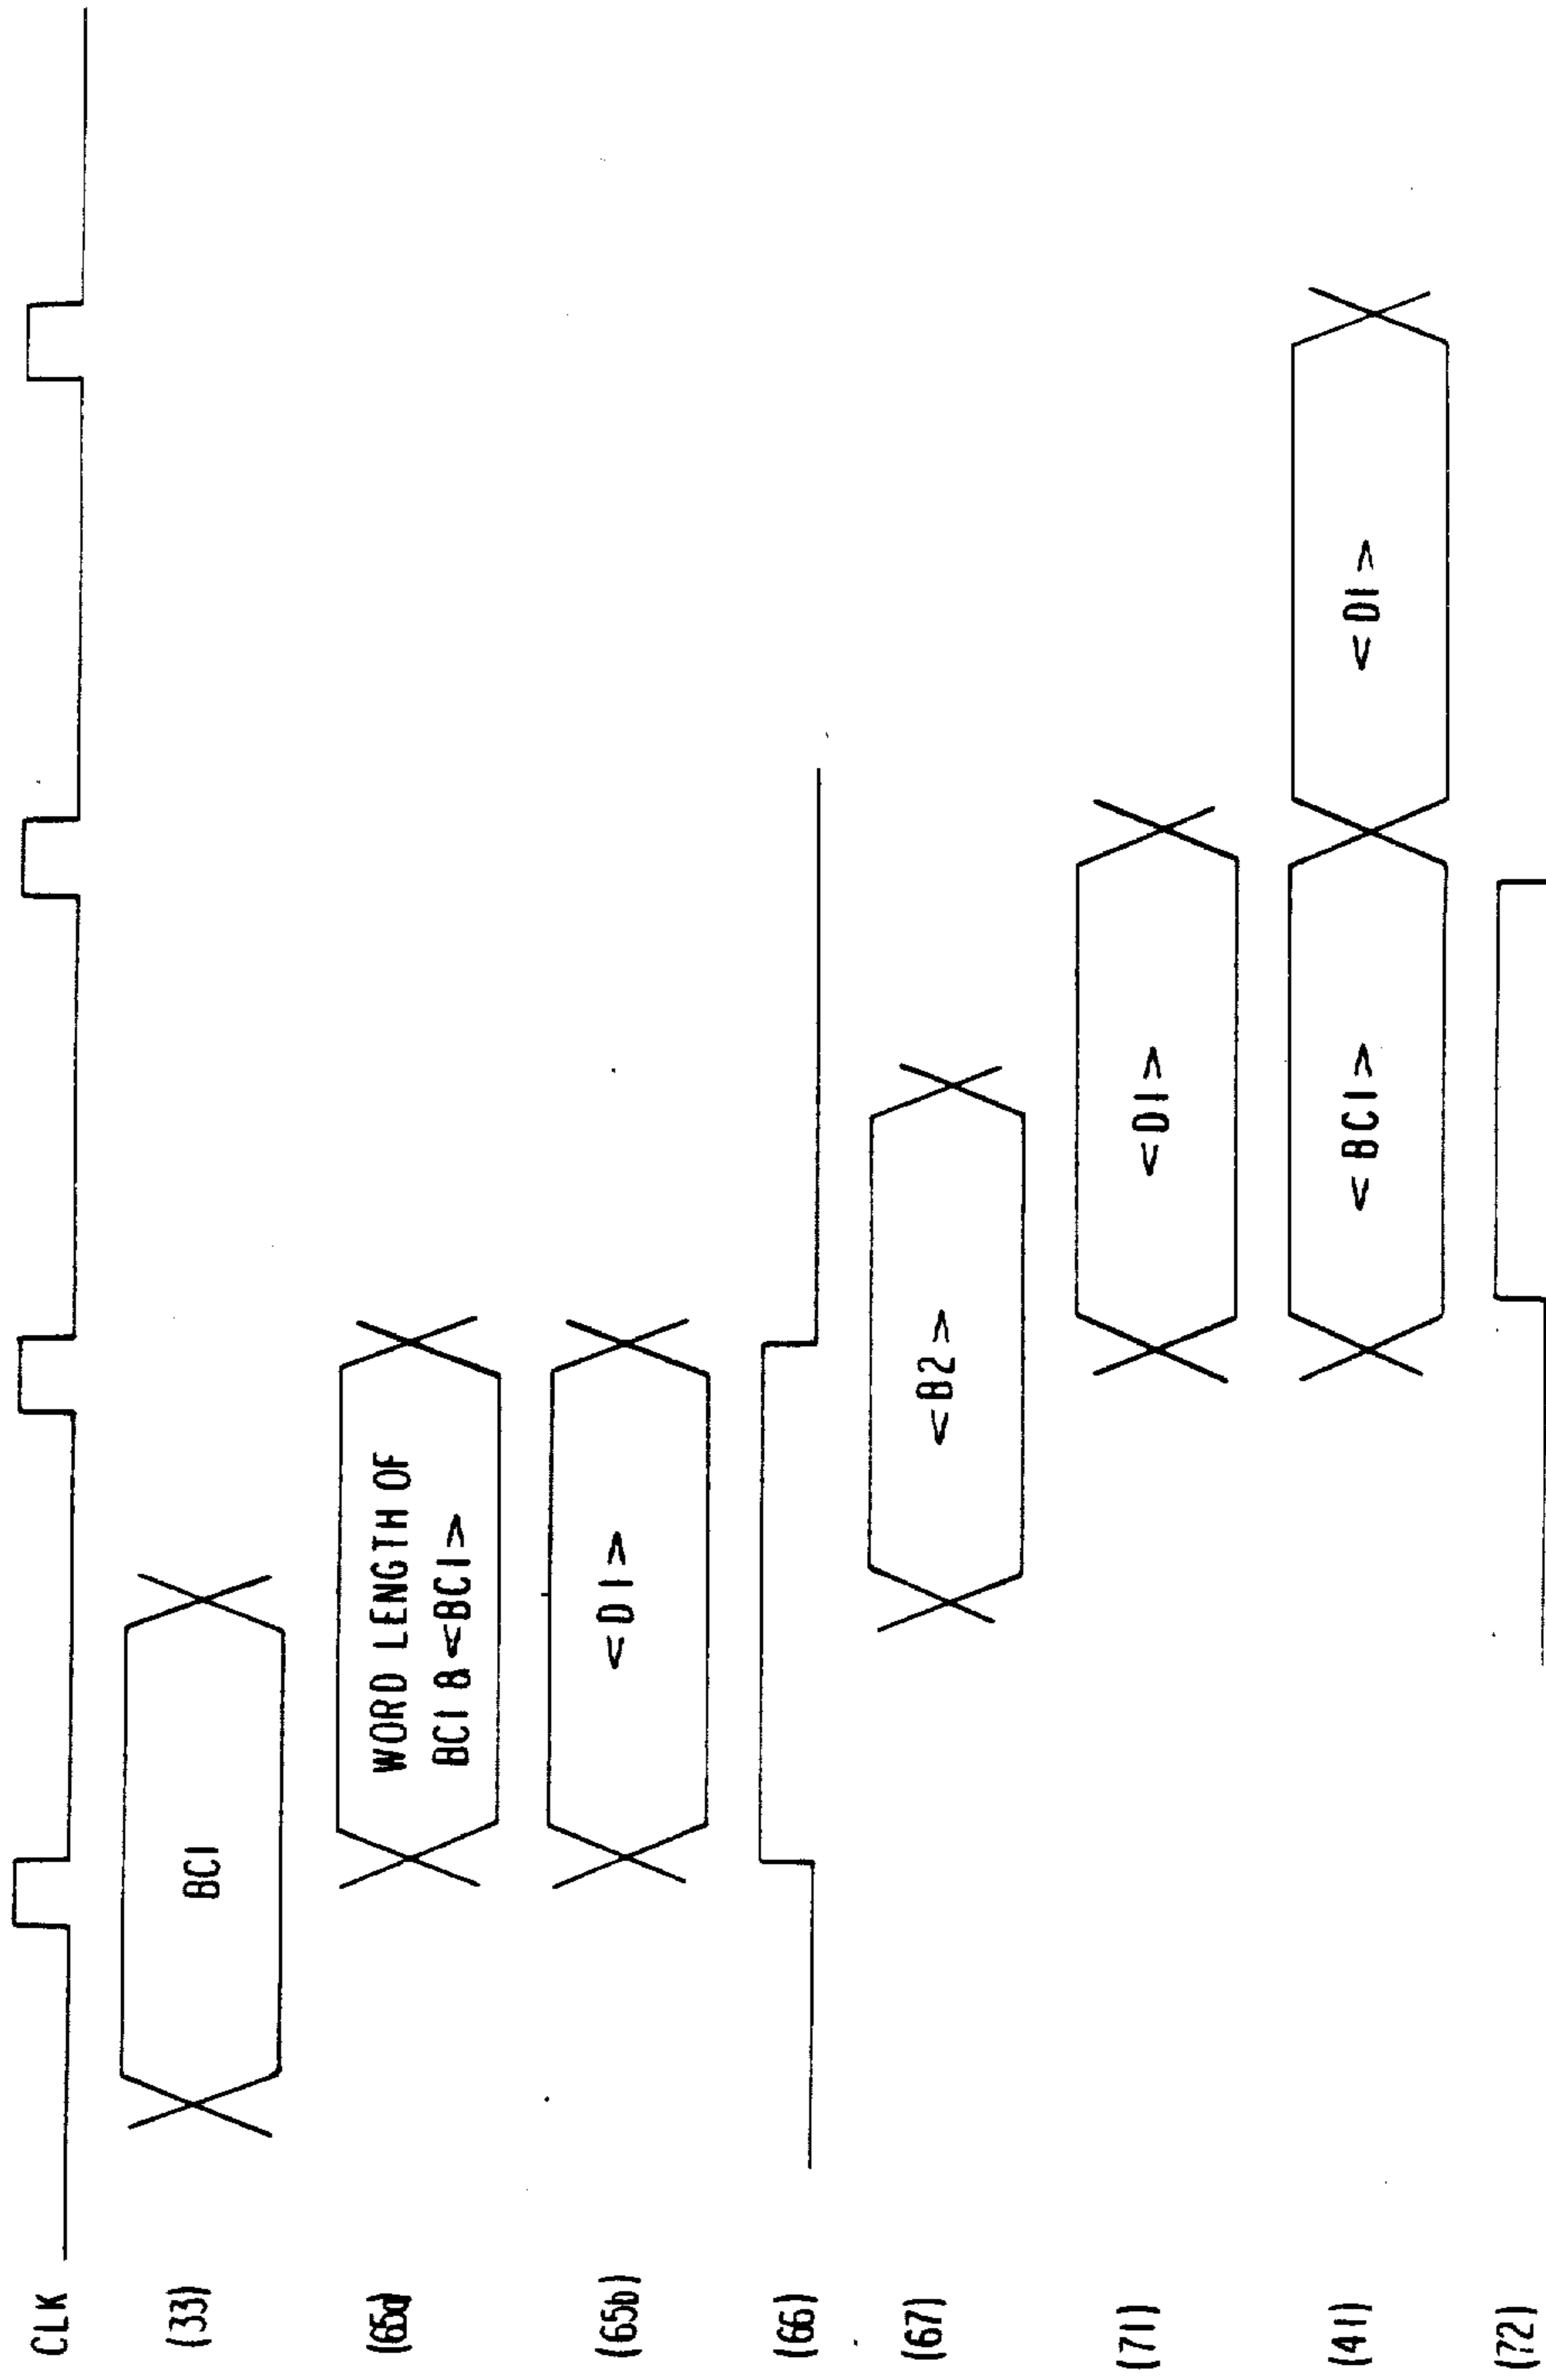 CLK
(33) BC1
(65a) WORD LENGTH OF
BC1 & <BC1>
(65b) <D1>
(66)
(67) <B2>
(71) <D1>
(41) <BC1> <D1>
(72)